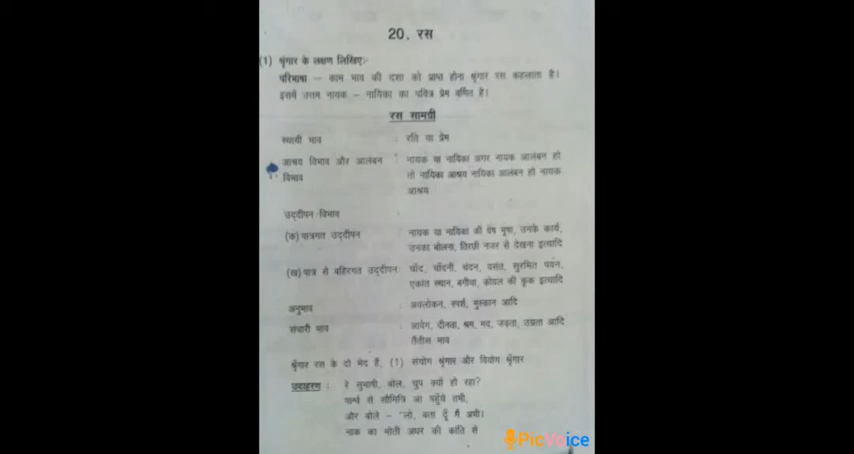 20. रस
(1) श्रृंगार के लक्षण लिखिए:-
परिभाषा – काम भाव की दशा को प्राप्त होना श्रृंगार रस कहलाता है।
इसमें उत्तम नायक – नायिका का पवित्र प्रेम वर्णित है।
रस सामग्री
स्थायी भाव : रति या प्रेम
आश्रय विभाव और आलंबन : नायक या नायिका अगर नायक आलंबन हो
विभाव तो नायिका आश्रय नायिका आलंबन हो नायक
आश्रय
उद्दीपन विभाव
(क) पात्रगत उद्दीपन नायक या नायिका की वेष भूषा, उनके कार्य,
उनका बोलना, तिरछी नजर से देखना इत्यादि
(ख) पात्र से बहिरगत उद्दीपन चाँद, चाँदनी, चंदन, वसंत, सुरभित पवन,
एकांत स्थान, बगीचा, कोयल की कूक इत्यादि
अनुभाव : अवलोकन, स्पर्श, मुस्कान आदि
संचारी भाव : आवेग, दीनता, श्रम, मद, जड़ता, उग्रता आदि
तैंतीस भाव
श्रृंगार रस के दो भेद हैं, (1) संयोग श्रृंगार और वियोग श्रृंगार
उदाहरण : रे सुभाषी, बोल, चुप क्यों हो रहा?
पार्श्व से सौमित्रि आ पहुँचे तभी,
और बोले – "लो, बता दूँ मैं अभी।
नाक का मोती अधर की कांति से
PicVoice